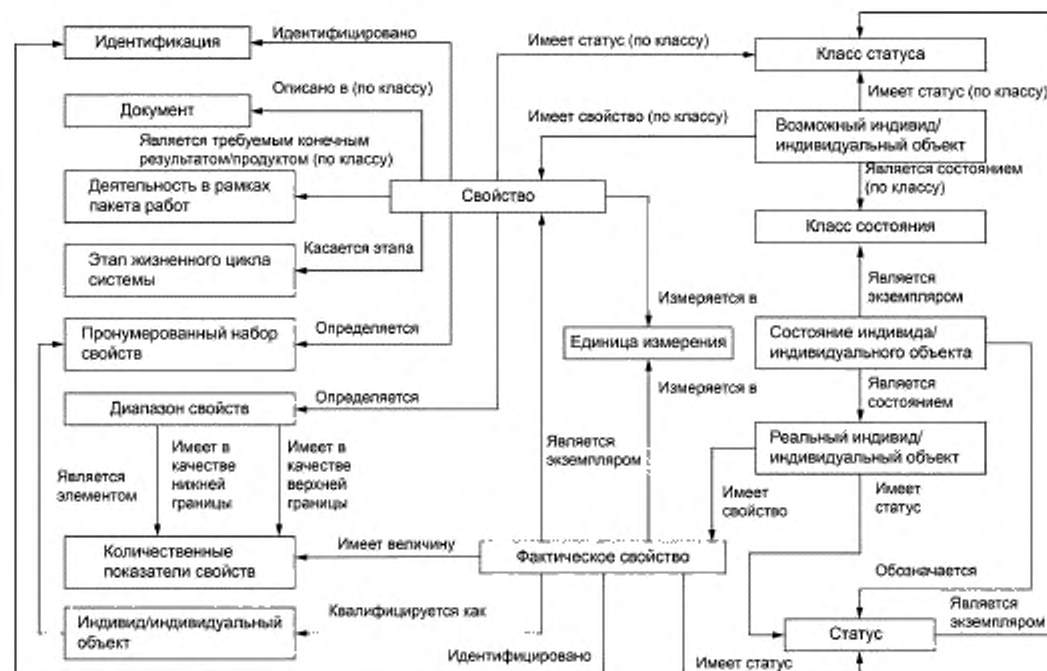 Идентификация
Идентифицировано
Имеет статус (по классу)
Класс статуса
Описано в (по классу)
Имеет статус (по классу)
Документ
Имеет свойство (по классу)
Возможный индивид/
индивидуальный объект
Является требуемым конечным
результатом/продуктом (по классу)
Является состоянием
(по классу)
Деятельность в рамках
пакета работ
Свойство
Класс состояния
Этап жизненного цикла
системы
Касается этапа
Является
экземпляром
Измеряется в
Пронумерованный набор
свойств
Определяется
Единица измерения
Состояние индивида/
индивидуального объекта
Измеряется в
Является
состоянием
Диапазон свойств
Определяется
Является
экземпляром
Реальный индивид/
индивидуальный объект
Является
элементом
Имеет в
качестве
нижней
границы
Имеет в
качестве
верхней
границы
Имеет
свойство
Имеет
статус
Количественные
показатели свойств
Имеет величину
Фактическое свойство
Обозначается
Индивид/индивидуальный
объект
Квалифицируется как
Является
экземпляром
Статус
Идентифицировано
Имеет статус